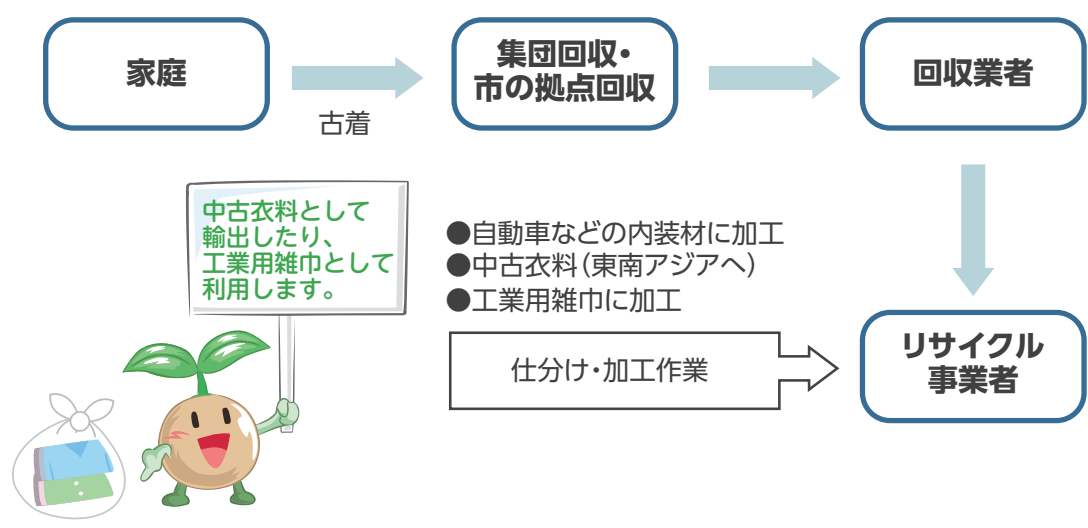 家庭
古着
集団回収・
市の拠点回収
回収業者
中古衣料として
輸出したり、
工業用雑巾として
利用します。
●自動車などの内装材に加工
●中古衣料(東南アジアへ)
●工業用雑巾に加工
仕分け・加工作業
リサイクル
事業者